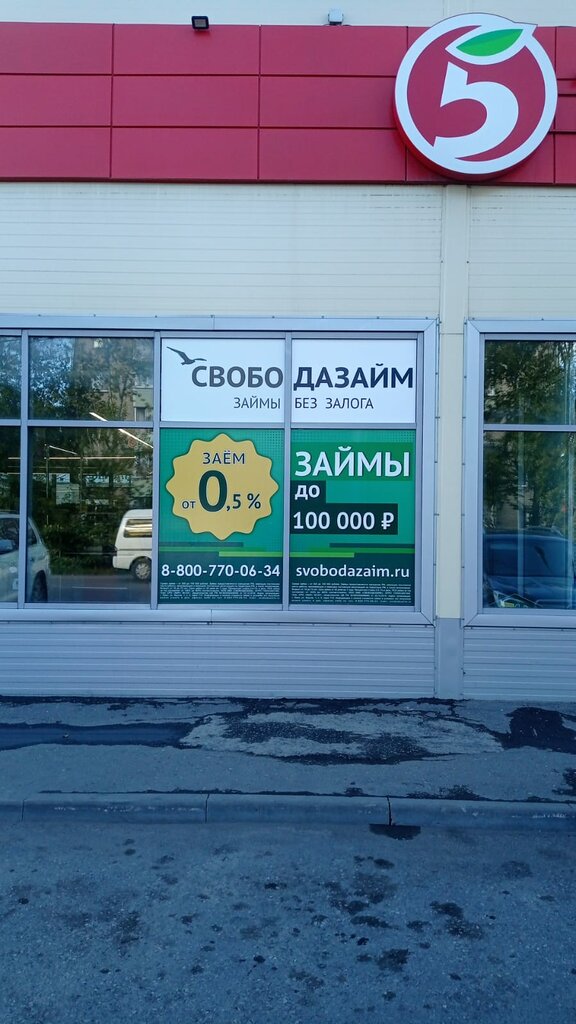 5
СВОБОДАЗАЙМ
ЗАЙМЫ БЕЗ ЗАЛОГА
ЗАЁМ
от 0,5 %
ЗАЙМЫ
до
100 000 ₽
8-800-770-06-34
svobodazaim.ru